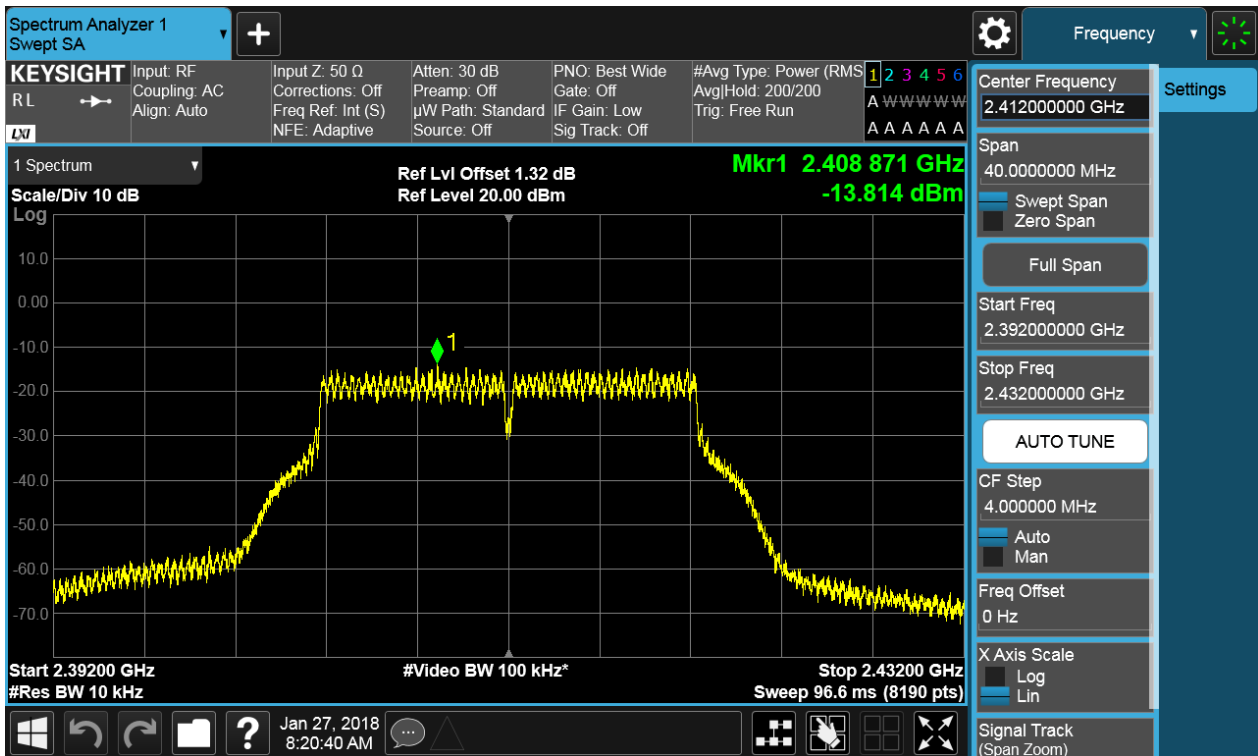 Spectrum Analyzer 1
Swept SA
Frequency
KEYSIGHT
R L
LXI
Input: RF
Coupling: AC
Align: Auto
Input Z: 50 Ω
Corrections: Off
Freq Ref: Int (S)
NFE: Adaptive
Atten: 30 dB
Preamp: Off
µW Path: Standard
Source: Off
PNO: Best Wide
Gate: Off
IF Gain: Low
Sig Track: Off
#Avg Type: Power (RMS
Avg|Hold: 200/200
Trig: Free Run
1 2 3 4 5 6
A W W W W W
A A A A A A
1 Spectrum
Scale/Div 10 dB
Log
Ref Lvl Offset 1.32 dB
Ref Level 20.00 dBm
Mkr1 2.408 871 GHz
-13.814 dBm
10.0
0.00
-10.0
-20.0
-30.0
-40.0
-50.0
-60.0
-70.0
1
Start 2.39200 GHz
#Res BW 10 kHz
#Video BW 100 kHz*
Stop 2.43200 GHz
Sweep 96.6 ms (8190 pts)
Jan 27, 2018
8:20:40 AM
Center Frequency
2.412000000 GHz
Span
40.0000000 MHz
Swept Span
Zero Span
Full Span
Start Freq
2.392000000 GHz
Stop Freq
2.432000000 GHz
AUTO TUNE
CF Step
4.000000 MHz
Auto
Man
Freq Offset
0 Hz
X Axis Scale
Log
Lin
Signal Track
(Span Zoom)
Settings